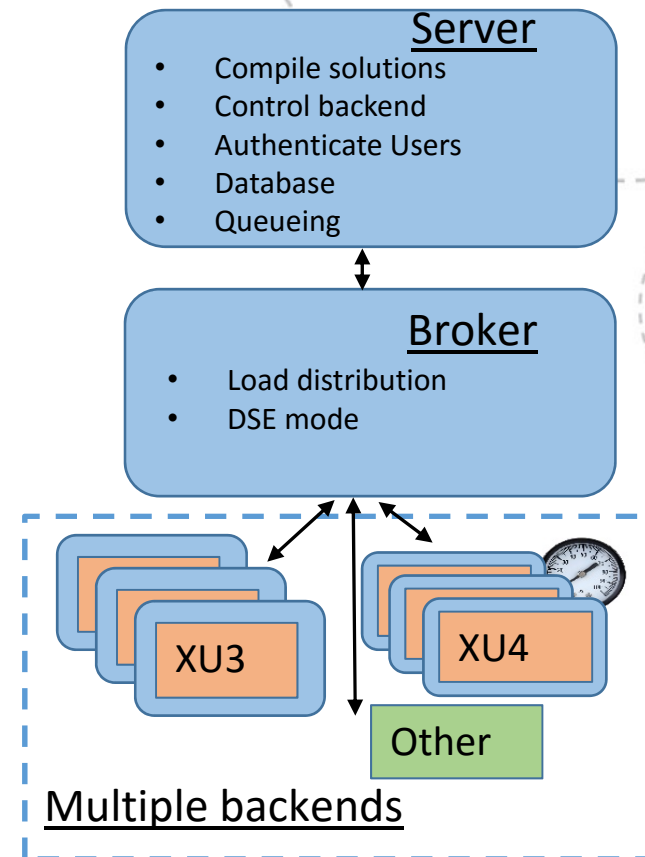 Server
• Compile solutions
• Control backend
• Authenticate Users
• Database
• Queueing
Broker
• Load distribution
• DSE mode
XU3
XU4
Other
Multiple backends